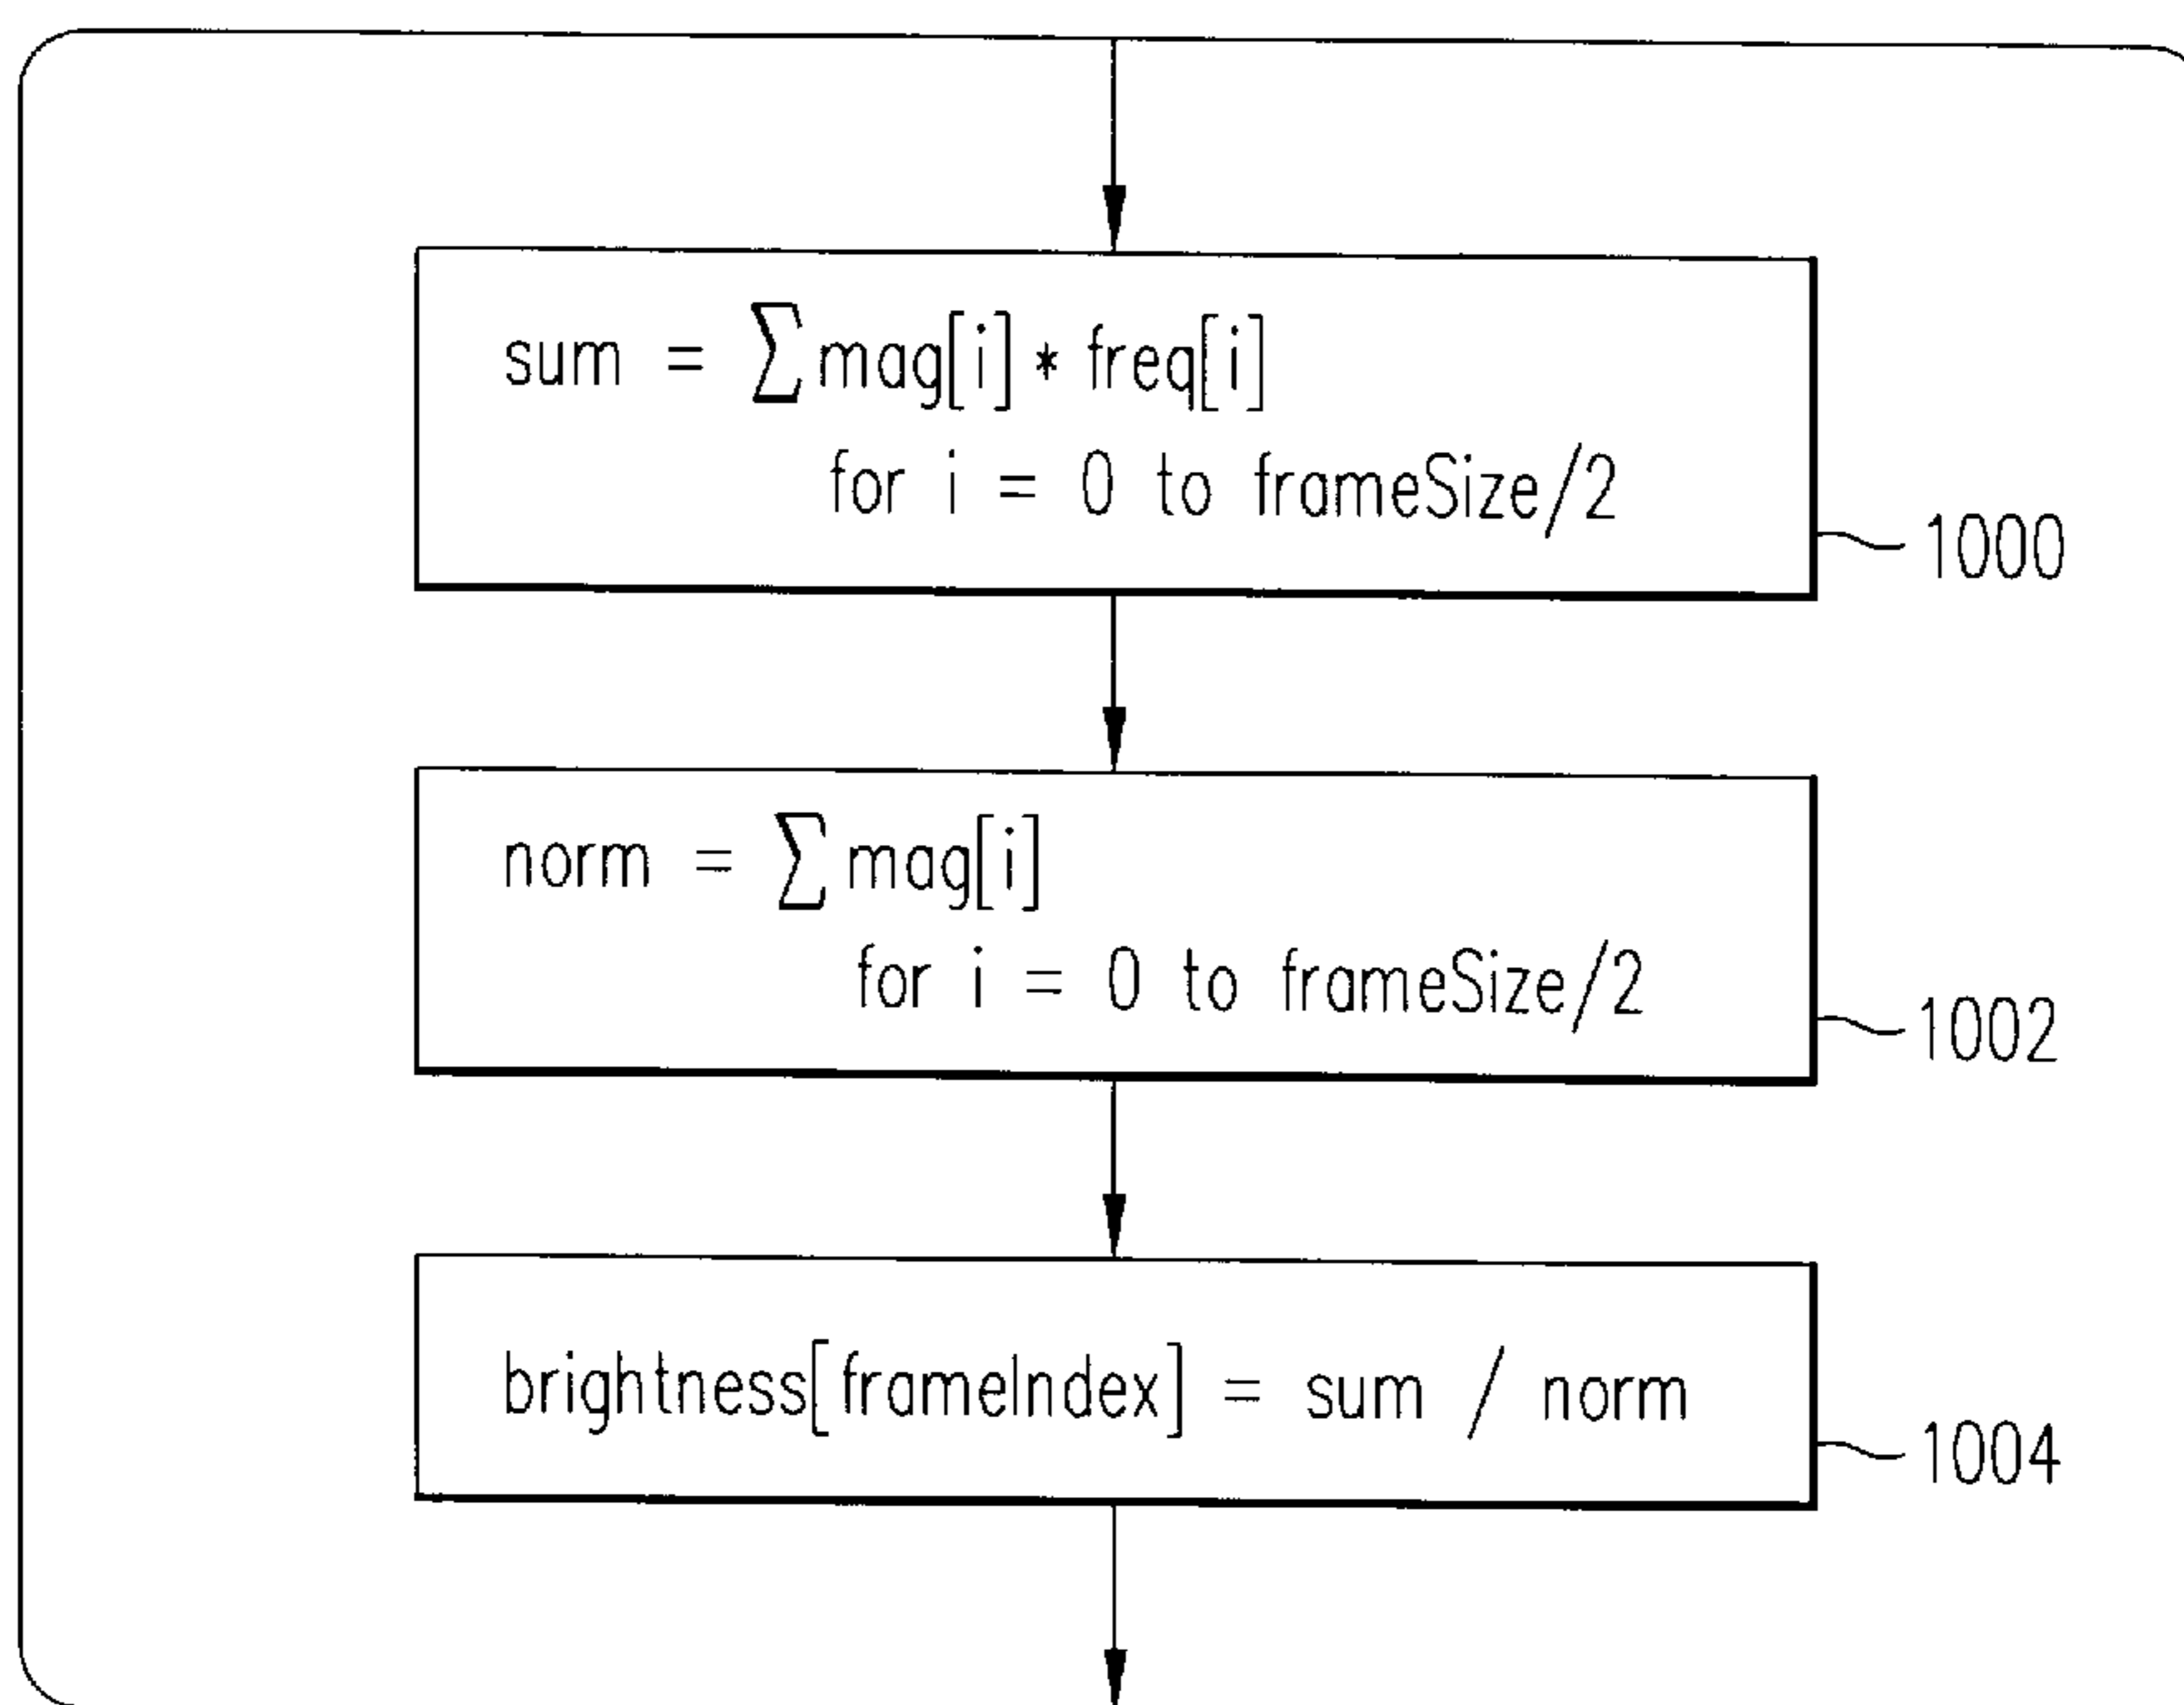 sum = ∑mag[i] * freq[i]
for i = 0 to frameSize/2
1000
norm = ∑mag[i]
for i = 0 to frameSize/2
1002
brightness[frameIndex] = sum / norm
1004